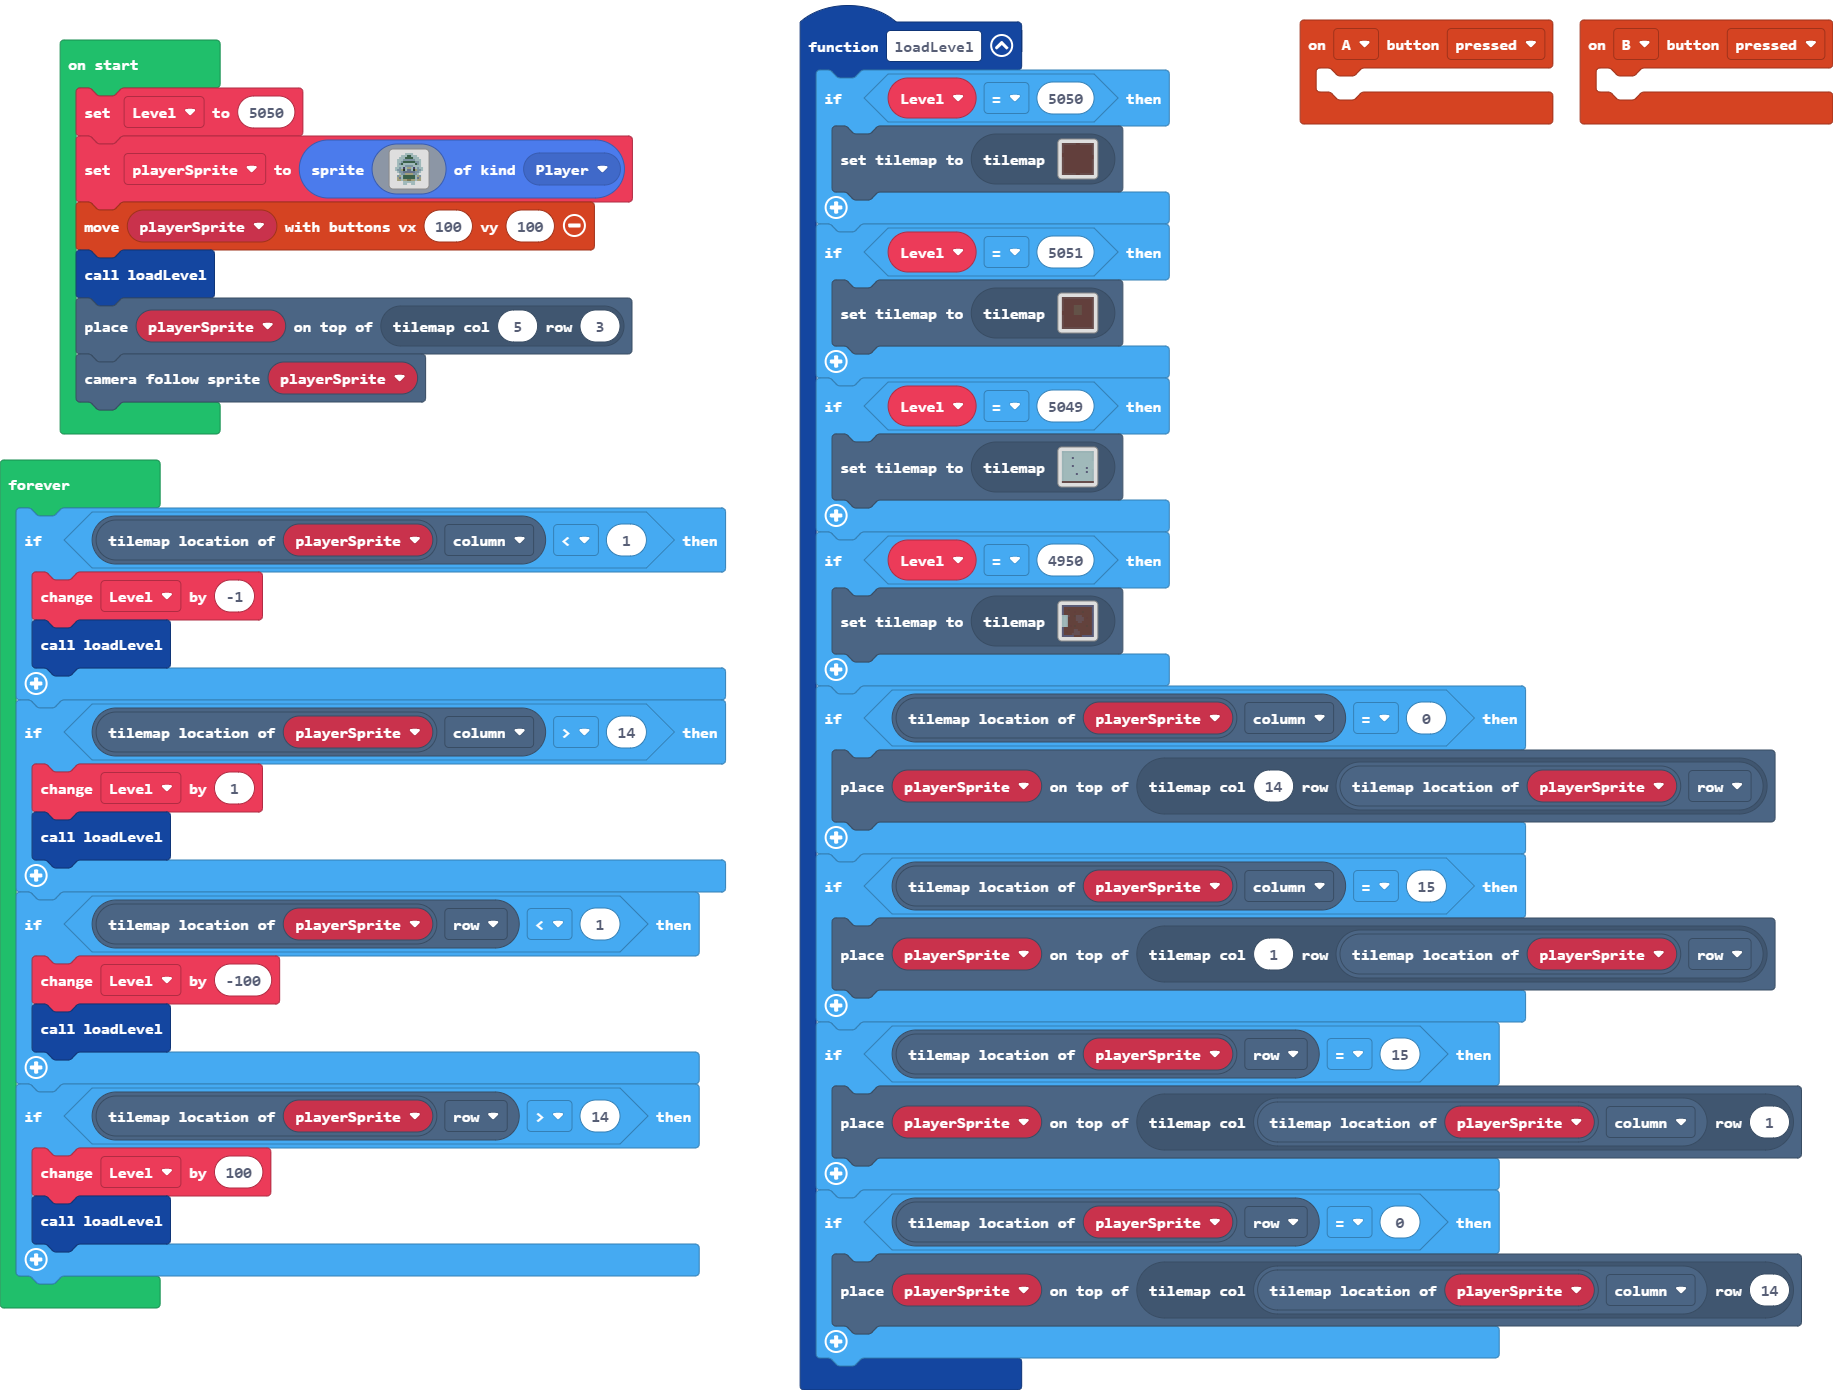 on start
set Level to 5050
set playerSprite to sprite of kind Player
move playerSprite with buttons vx 100 vy 100
call loadLevel
place playerSprite on top of tilemap col 5 row 3
camera follow sprite playerSprite
forever
if tilemap location of playerSprite column < 1 then
change Level by -1
call loadLevel
if tilemap location of playerSprite column > 14 then
change Level by 1
call loadLevel
if tilemap location of playerSprite row < 1 then
change Level by -100
call loadLevel
if tilemap location of playerSprite row > 14 then
change Level by 100
call loadLevel
function loadLevel
if Level = 5050 then
set tilemap to tilemap
if Level = 5051 then
set tilemap to tilemap
if Level = 5049 then
set tilemap to tilemap
if Level = 4950 then
set tilemap to tilemap
if tilemap location of playerSprite column = 0 then
place playerSprite on top of tilemap col 14 row tilemap location of playerSprite row
if tilemap location of playerSprite column = 15 then
place playerSprite on top of tilemap col 1 row tilemap location of playerSprite row
if tilemap location of playerSprite row = 15 then
place playerSprite on top of tilemap col tilemap location of playerSprite column row 1
if tilemap location of playerSprite row = 0 then
place playerSprite on top of tilemap col tilemap location of playerSprite column row 14
on A button pressed
on B button pressed